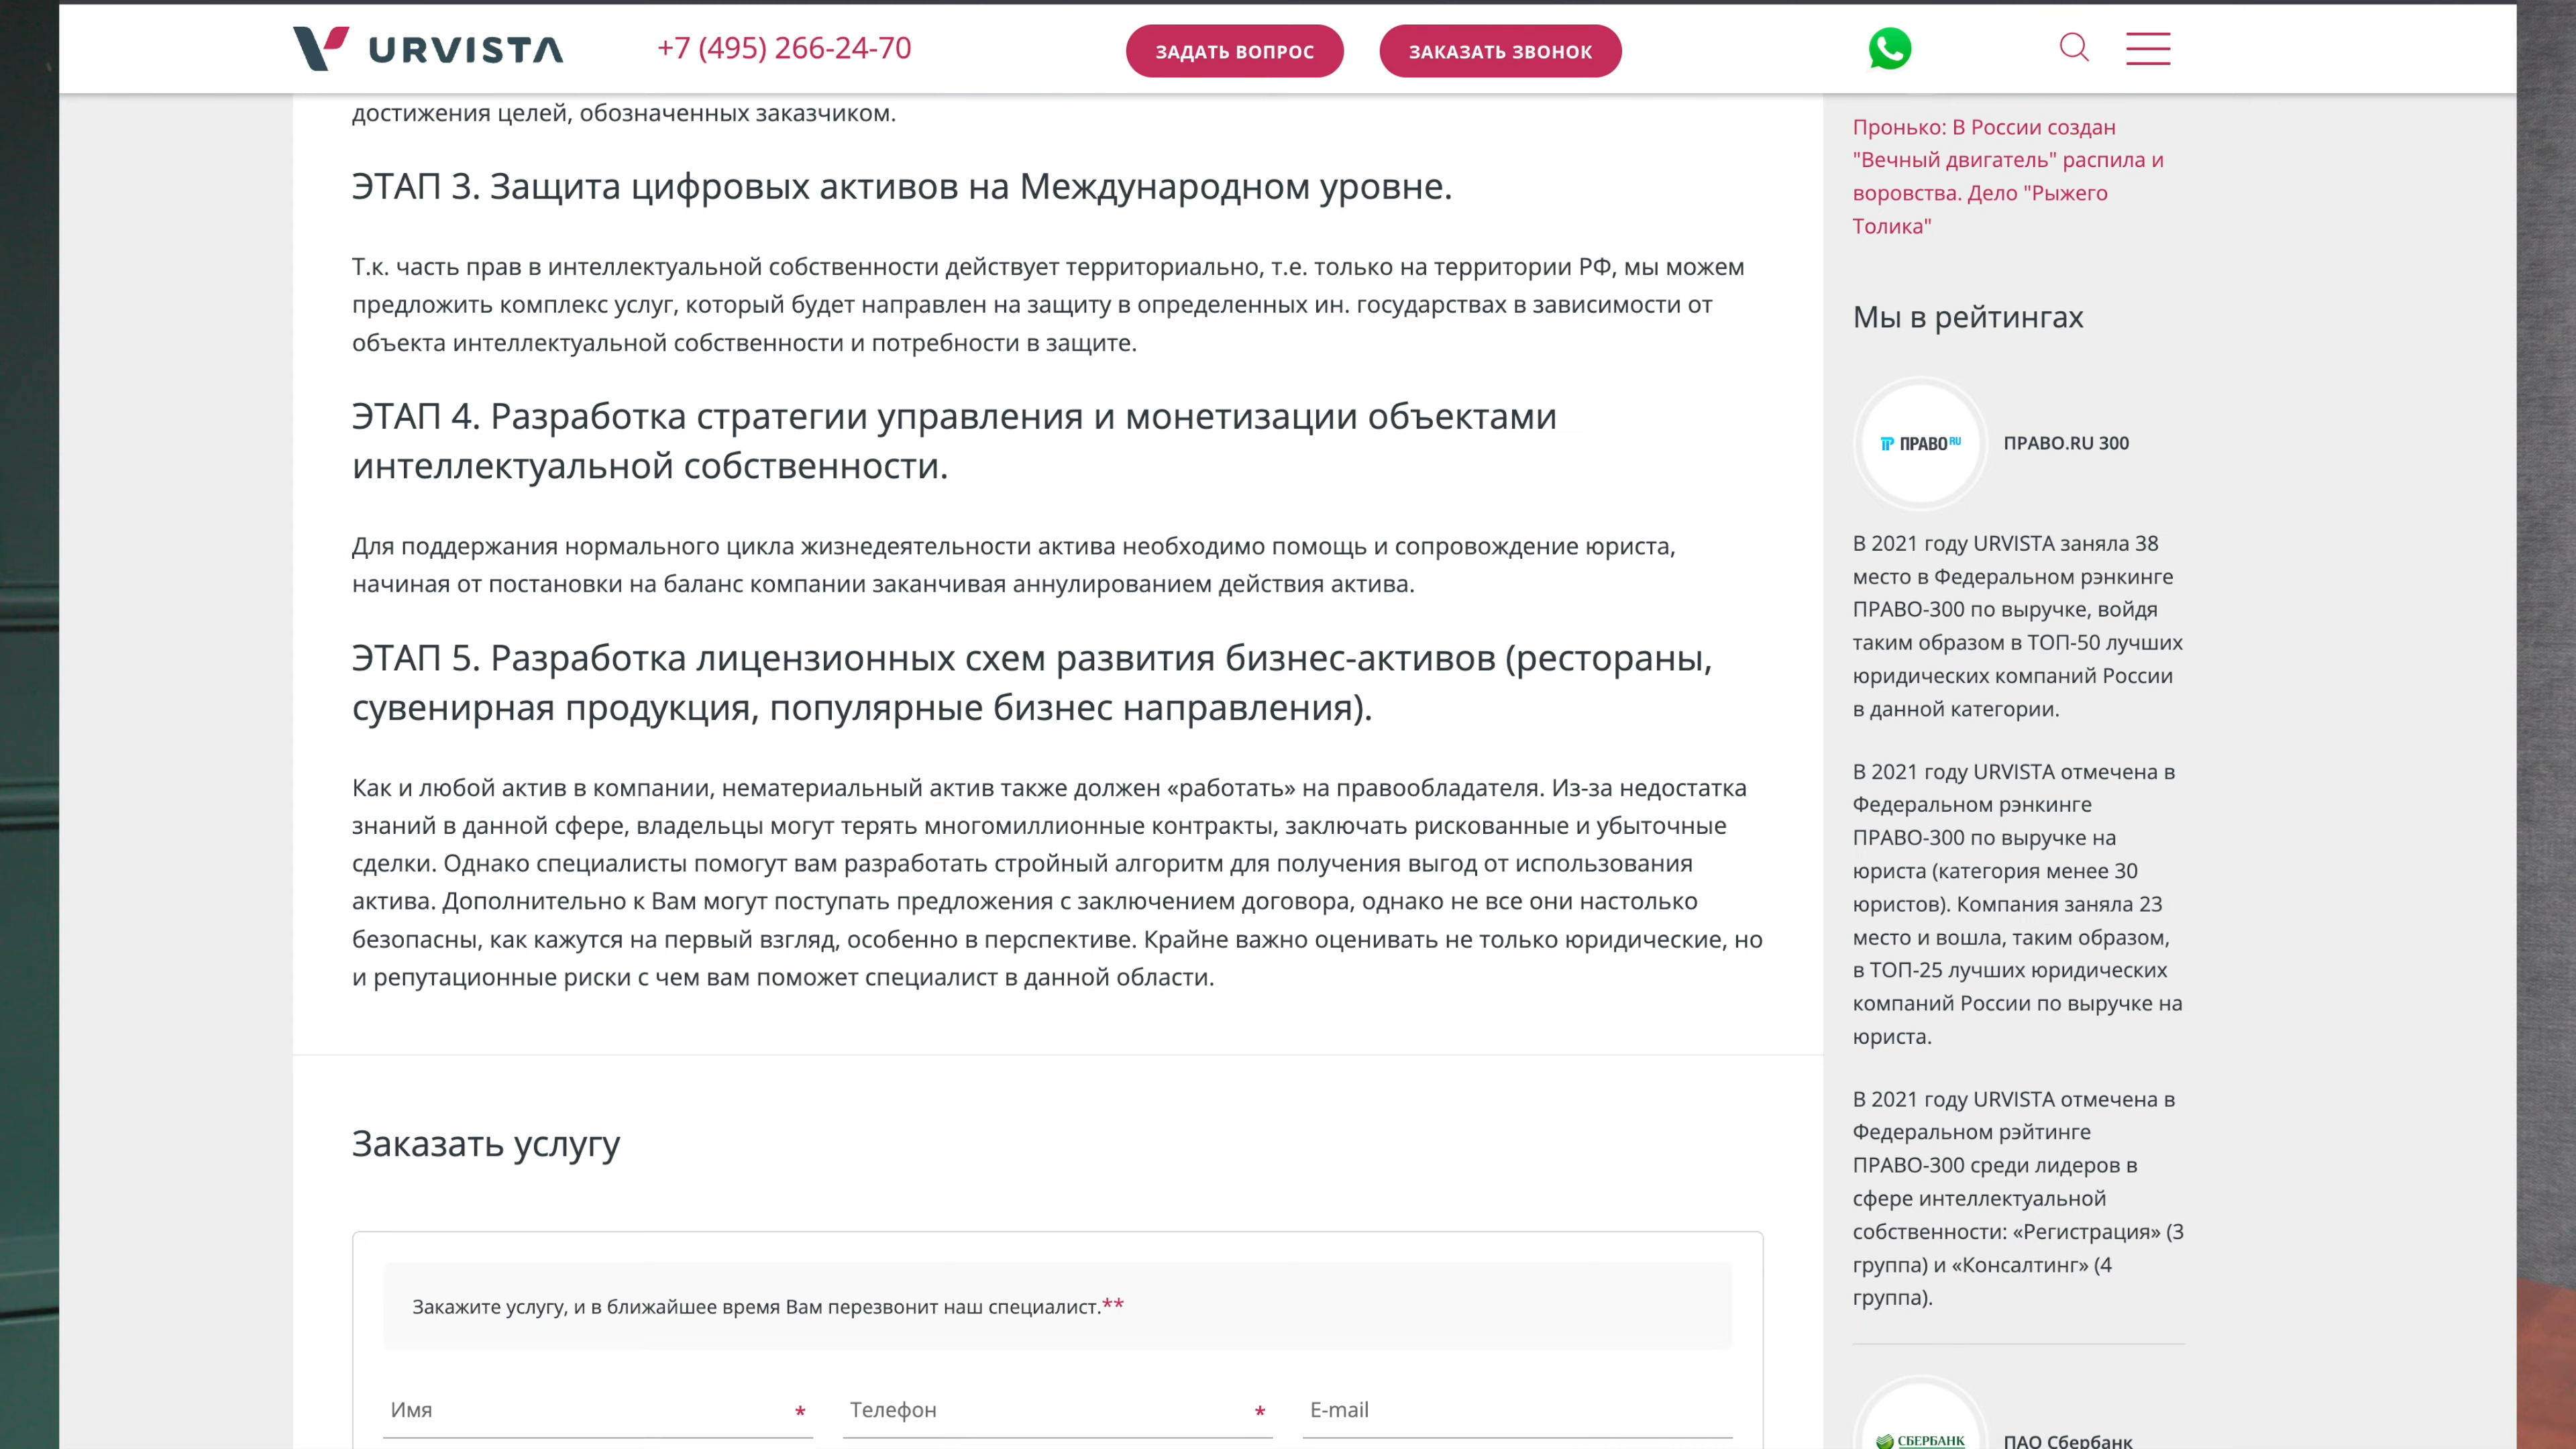 URVISTA
+7 (495) 266-24-70
ЗАДАТЬ ВОПРОС
ЗАКАЗАТЬ ЗВОНОК
достижения целей, обозначенных заказчиком.
ЭТАП 3. Защита цифровых активов на Международном уровне.
Т.к. часть прав в интеллектуальной собственности действует территориально, т.е. только на территории РФ, мы можем
предложить комплекс услуг, который будет направлен на защиту в определенных ин. государствах в зависимости от
объекта интеллектуальной собственности и потребности в защите.
ЭТАП 4. Разработка стратегии управления и монетизации объектами
интеллектуальной собственности.
Для поддержания нормального цикла жизнедеятельности актива необходимо помощь и сопровождение юриста,
начиная от постановки на баланс компании заканчивая аннулированием действия актива.
ЭТАП 5. Разработка лицензионных схем развития бизнес-активов (рестораны,
сувенирная продукция, популярные бизнес направления).
Как и любой актив в компании, нематериальный актив также должен «работать» на правообладателя. Из-за недостатка
знаний в данной сфере, владельцы могут терять многомиллионные контракты, заключать рискованные и убыточные
сделки. Однако специалисты помогут вам разработать стройный алгоритм для получения выгод от использования
актива. Дополнительно к Вам могут поступать предложения с заключением договора, однако не все они настолько
безопасны, как кажутся на первый взгляд, особенно в перспективе. Крайне важно оценивать не только юридические, но
и репутационные риски с чем вам поможет специалист в данной области.
Заказать услугу
Закажите услугу, и в ближайшее время Вам перезвонит наш специалист.**
Имя *
Телефон *
E-mail
Пронько: В России создан
"Вечный двигатель" распила и
воровства. Дело "Рыжего
Толика"
Мы в рейтингах
ПРАВО RU
ПРАВО.RU 300
В 2021 году URVISTA заняла 38
место в Федеральном рэнкинге
ПРАВО-300 по выручке, войдя
таким образом в ТОП-50 лучших
юридических компаний России
в данной категории.
В 2021 году URVISTA отмечена в
Федеральном рэнкинге
ПРАВО-300 по выручке на
юриста (категория менее 30
юристов). Компания заняла 23
место и вошла, таким образом,
в ТОП-25 лучших юридических
компаний России по выручке на
юриста.
В 2021 году URVISTA отмечена в
Федеральном рэйтинге
ПРАВО-300 среди лидеров в
сфере интеллектуальной
собственности: «Регистрация» (3
группа) и «Консалтинг» (4
группа).
СБЕРБАНК
ПАО Сбербанк